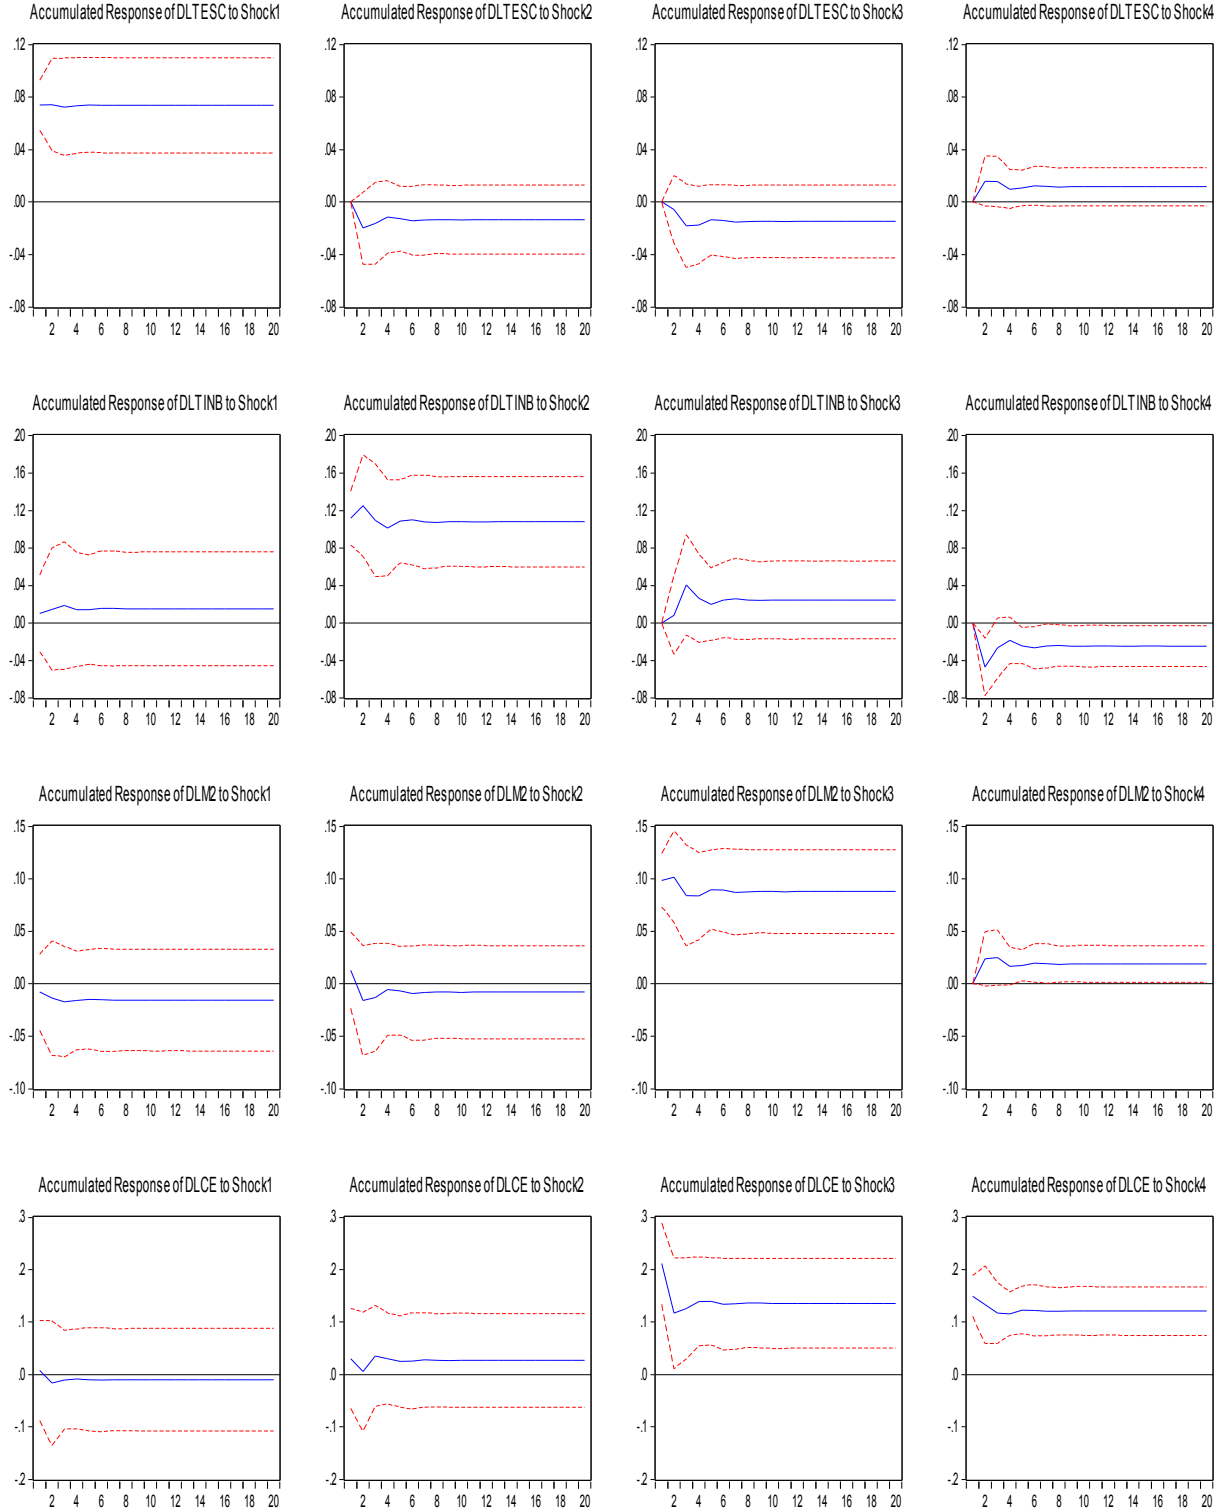 Accumulated Response of DLTESC to Shock1
Accumulated Response of DLTESC to Shock2
Accumulated Response of DLTESC to Shock3
Accumulated Response of DLTESC to Shock4
.12 .12 .12 .12
.08 .08 .08 .08
.04 .04 .04 .04
.00 .00 .00 .00
-.04 -.04 -.04 -.04
-.08 -.08 -.08 -.08
2 4 6 8 10 12 14 16 18 20
2 4 6 8 10 12 14 16 18 20
2 4 6 8 10 12 14 16 18 20
2 4 6 8 10 12 14 16 18 20
Accumulated Response of DLTINB to Shock1
Accumulated Response of DLTINB to Shock2
Accumulated Response of DLTINB to Shock3
Accumulated Response of DLTINB to Shock4
.20 .20 .20 .20
.16 .16 .16 .16
.12 .12 .12 .12
.08 .08 .08 .08
.04 .04 .04 .04
.00 .00 .00 .00
-.04 -.04 -.04 -.04
-.08 -.08 -.08 -.08
2 4 6 8 10 12 14 16 18 20
2 4 6 8 10 12 14 16 18 20
2 4 6 8 10 12 14 16 18 20
2 4 6 8 10 12 14 16 18 20
Accumulated Response of DLM2 to Shock1
Accumulated Response of DLM2 to Shock2
Accumulated Response of DLM2 to Shock3
Accumulated Response of DLM2 to Shock4
.15 .15 .15 .15
.10 .10 .10 .10
.05 .05 .05 .05
.00 .00 .00 .00
-.05 -.05 -.05 -.05
-.10 -.10 -.10 -.10
2 4 6 8 10 12 14 16 18 20
2 4 6 8 10 12 14 16 18 20
2 4 6 8 10 12 14 16 18 20
2 4 6 8 10 12 14 16 18 20
Accumulated Response of DLCE to Shock1
Accumulated Response of DLCE to Shock2
Accumulated Response of DLCE to Shock3
Accumulated Response of DLCE to Shock4
.3 .3 .3 .3
.2 .2 .2 .2
.1 .1 .1 .1
.0 .0 .0 .0
-.1 -.1 -.1 -.1
-.2 -.2 -.2 -.2
2 4 6 8 10 12 14 16 18 20
2 4 6 8 10 12 14 16 18 20
2 4 6 8 10 12 14 16 18 20
2 4 6 8 10 12 14 16 18 20